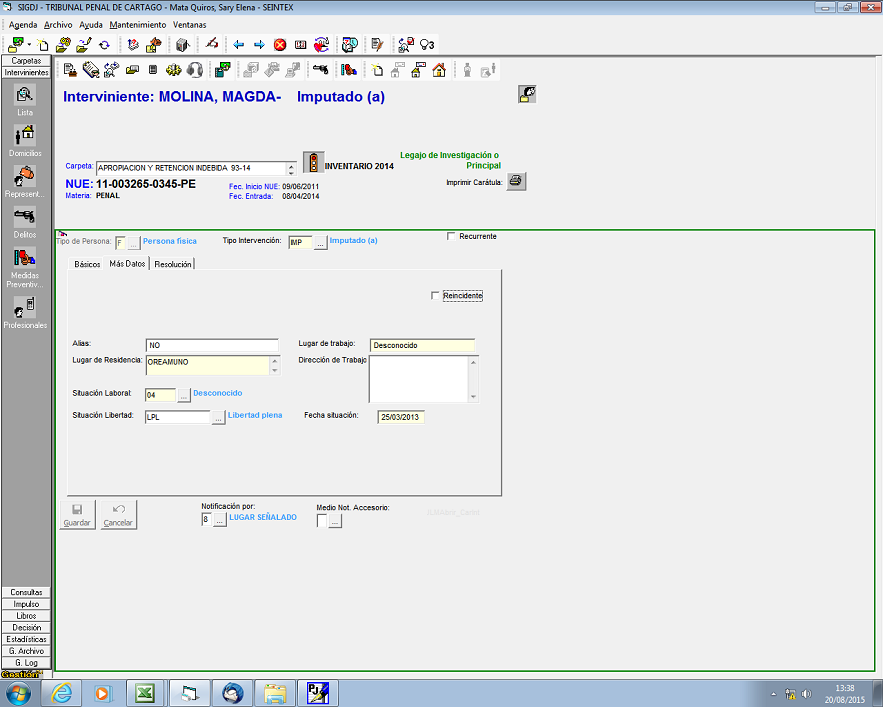 SIGDJ - TRIBUNAL PENAL DE CARTAGO - Mata Quiros, Sary Elena - SEINTEX
Agenda Archivo Ayuda Mantenimiento Ventanas
Carpetas
Intervinientes
Lista
Domicilios
Represent...
Delitos
Medidas
Preventiv...
Profesionales
Consultas
Impulso
Libros
Decisión
Estadísticas
G. Archivo
G. Log
Gestión
Interviniente: MOLINA, MAGDA- Imputado (a)
Carpeta: APROPIACION Y RETENCION INDEBIDA 93-14
INVENTARIO 2014
Legajo de Investigación o
Principal
NUE: 11-003265-0345-PE
Fec. Inicio NUE: 09/06/2011
Imprimir Carátula:
Materia: PENAL
Fec. Entrada: 08/04/2014
Tipo de Persona: F ... Persona física
Tipo Intervención: IMP ... Imputado (a)
Recurrente
Básicos Más Datos Resolución
Reincidente
Alias: NO
Lugar de trabajo: Desconocido
Lugar de Residencia: OREAMUNO
Dirección de Trabajo
Situación Laboral: 04 ... Desconocido
Situación Libertad: LPL ... Libertad plena
Fecha situación: 25/03/2013
Guardar
Cancelar
Notificación por:
8 ... LUGAR SEÑALADO
Medio Not. Accesorio:
...
13:38
20/08/2015